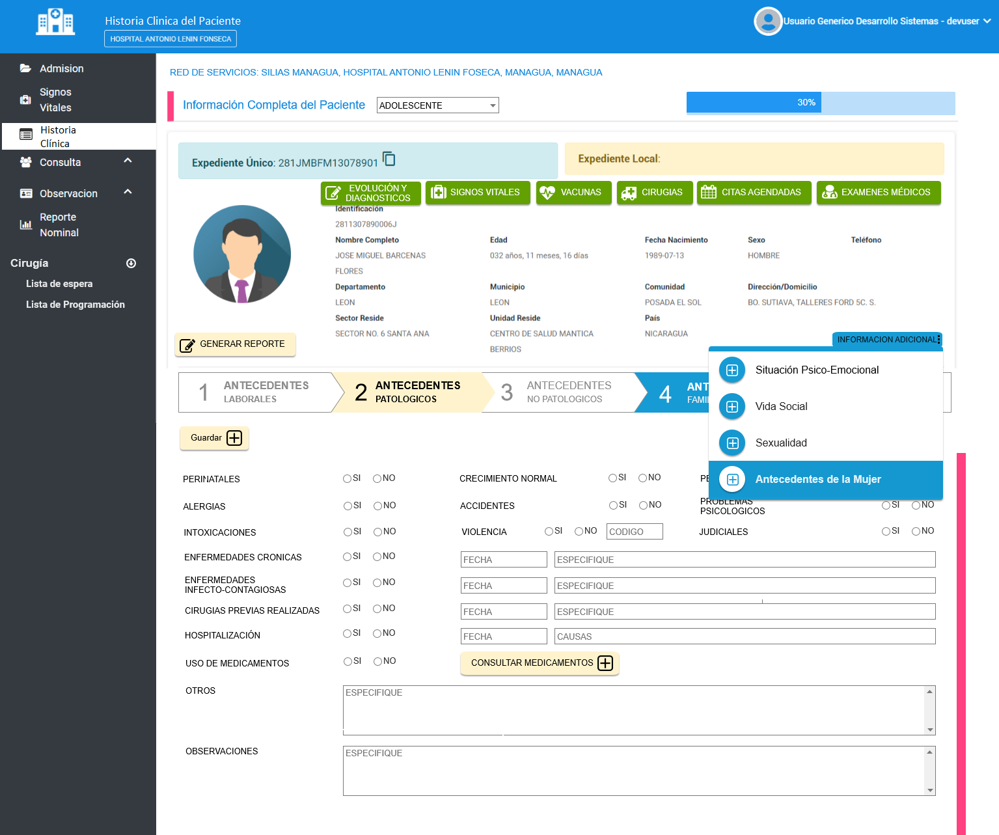 Historia Clinica del Paciente
HOSPITAL ANTONIO LENIN FONSECA
Usuario Generico Desarrollo Sistemas - devuser
Admision
Signos
Vitales
Historia
Clínica
Consulta
Observacion
Reporte
Nominal
Cirugía
Lista de espera
Lista de Programación
RED DE SERVICIOS: SILIAS MANAGUA, HOSPITAL ANTONIO LENIN FOSECA, MANAGUA, MANAGUA
Información Completa del Paciente
ADOLESCENTE
30%
Expediente Único: 281JMBFM13078901
Expediente Local:
EVOLUCIÓN Y
DIAGNOSTICOS
SIGNOS VITALES
VACUNAS
CIRUGIAS
CITAS AGENDADAS
EXAMENES MÉDICOS
Identificación
2811307890006J
Nombre Completo Edad Fecha Nacimiento Sexo Teléfono
JOSE MIGUEL BARCENAS 032 años, 11 meses, 16 días 1989-07-13 HOMBRE
FLORES
Departamento Municipio Comunidad Dirección/Domicilio
LEON LEON POSADA EL SOL BO. SUTIAVA, TALLERES FORD 5C. S.
Sector Reside Unidad Reside País
SECTOR NO. 6 SANTA ANA CENTRO DE SALUD MANTICA NICARAGUA
BERRIOS
GENERAR REPORTE
INFORMACION ADICIONAL
Situación Psico-Emocional
Vida Social
Sexualidad
Antecedentes de la Mujer
1 ANTECEDENTES
LABORALES
2 ANTECEDENTES
PATOLOGICOS
3 ANTECEDENTES
NO PATOLOGICOS
4 ANT
FAMI
Guardar
PERINATALES SI NO CRECIMIENTO NORMAL SI NO PE
ALERGIAS SI NO ACCIDENTES SI NO PROBLEMAS
PSICOLOGICOS SI NO
INTOXICACIONES SI NO VIOLENCIA SI NO CODIGO JUDICIALES SI NO
ENFERMEDADES CRONICAS SI NO FECHA ESPECIFIQUE
ENFERMEDADES
INFECTO-CONTAGIOSAS SI NO FECHA ESPECIFIQUE
CIRUGIAS PREVIAS REALIZADAS SI NO FECHA ESPECIFIQUE
HOSPITALIZACIÓN SI NO FECHA CAUSAS
USO DE MEDICAMENTOS SI NO CONSULTAR MEDICAMENTOS
OTROS ESPECIFIQUE
OBSERVACIONES ESPECIFIQUE